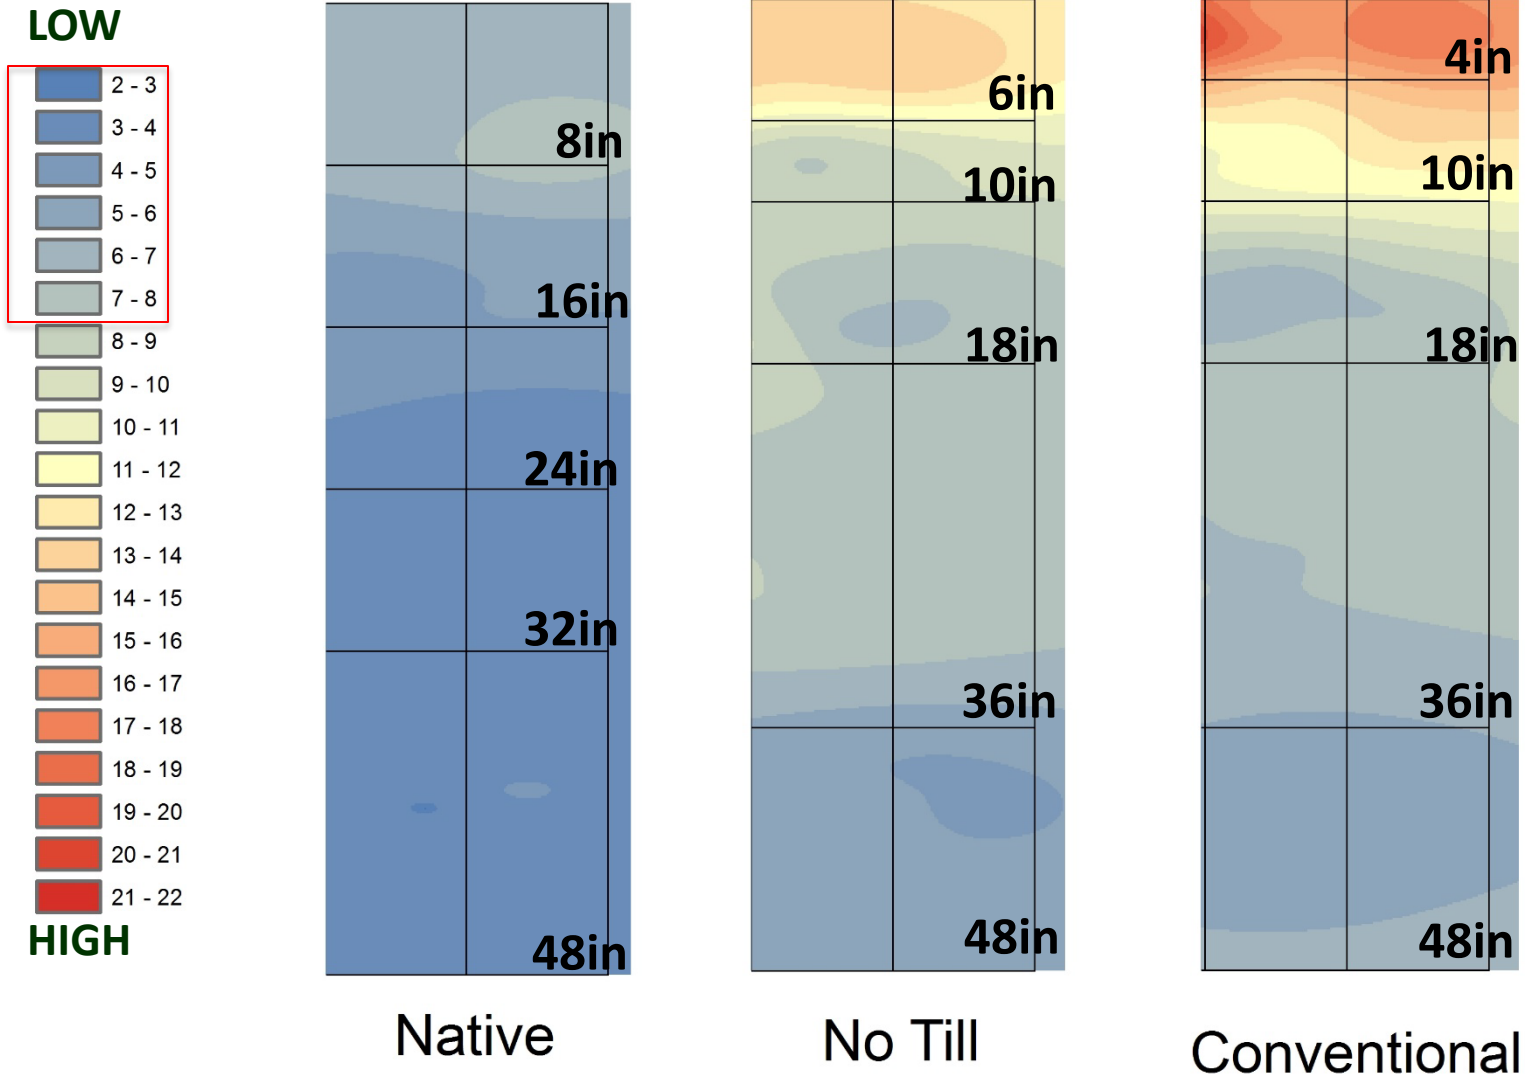 LOW
2 - 3
3 - 4
4 - 5
5 - 6
6 - 7
7 - 8
8 - 9
9 - 10
10 - 11
11 - 12
12 - 13
13 - 14
14 - 15
15 - 16
16 - 17
17 - 18
18 - 19
19 - 20
20 - 21
21 - 22
HIGH
8in
16in
24in
32in
48in
Native
6in
10in
18in
36in
48in
No Till
4in
10in
18in
36in
48in
Conventional